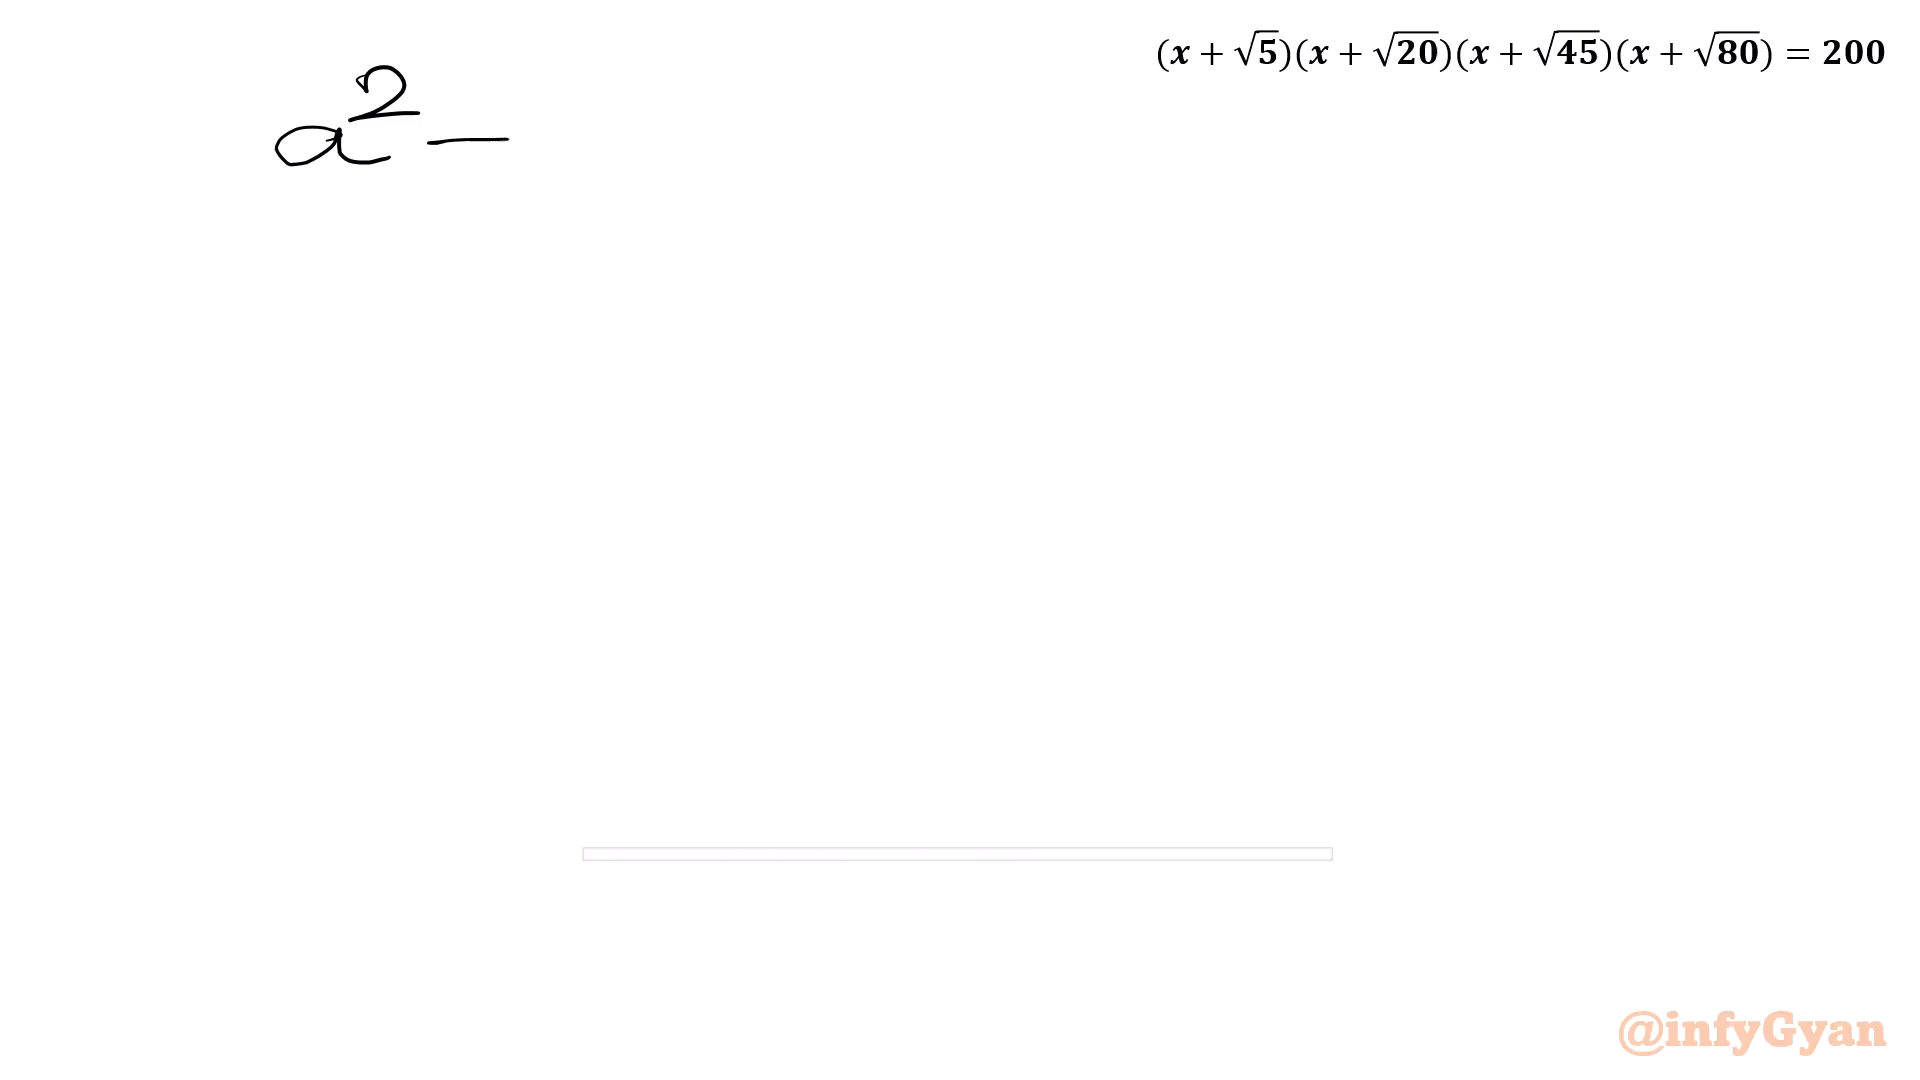 (x + √5)(x + √20)(x + √45)(x + √80) = 200
a² —
@infyGyan